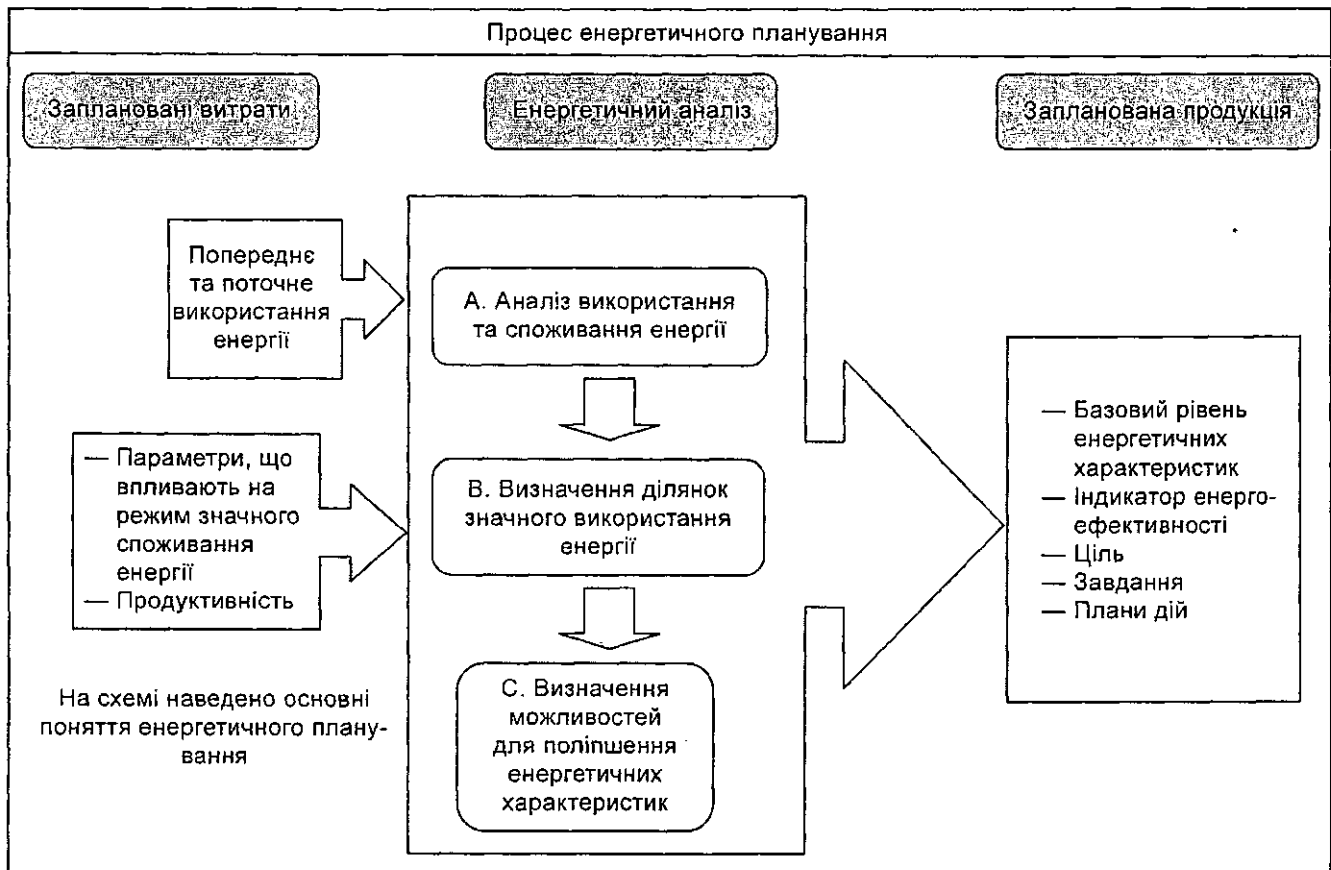 Процес енергетичного планування
Заплановані витрати
Енергетичний аналіз
Запланована продукція
Попереднє
та поточне
використання
енергії
— Параметри, що
впливають на
режим значного
споживання
енергії
— Продуктивність
На схемі наведено основні
поняття енергетичного плану-
вання
А. Аналіз використання
та споживання енергії
В. Визначення ділянок
значного використання
енергії
С. Визначення
можливостей
для поліпшення
енергетичних
характеристик
— Базовий рівень
енергетичних
характеристик
— Індикатор енерго-
ефективності
— Ціль
— Завдання
— Плани дій